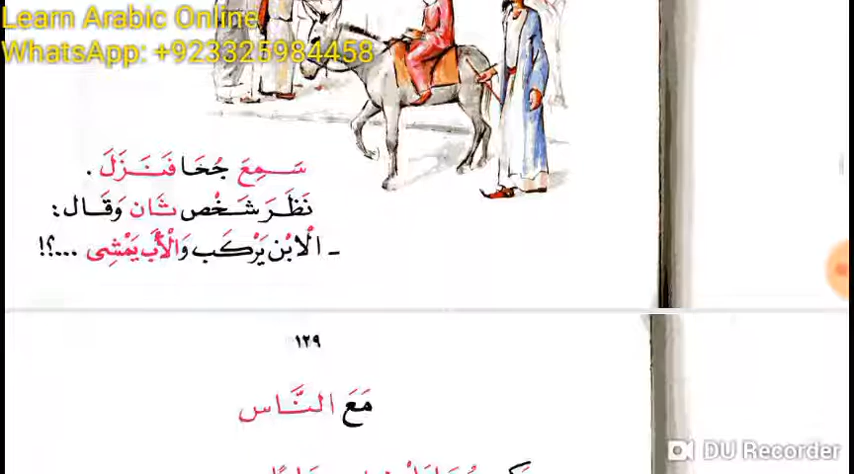 Learn Arabic Online
WhatsApp: +923325984458
سَمِعَ جُحَا فَنَزَلَ .
نَظَرَ شَخْص ثَان وَقَال :
ـ الْابْن يَرْكَب وَالْأَب يَمْشِى ...؟!
١٢٩
مَعَ النَّاس
DU Recorder